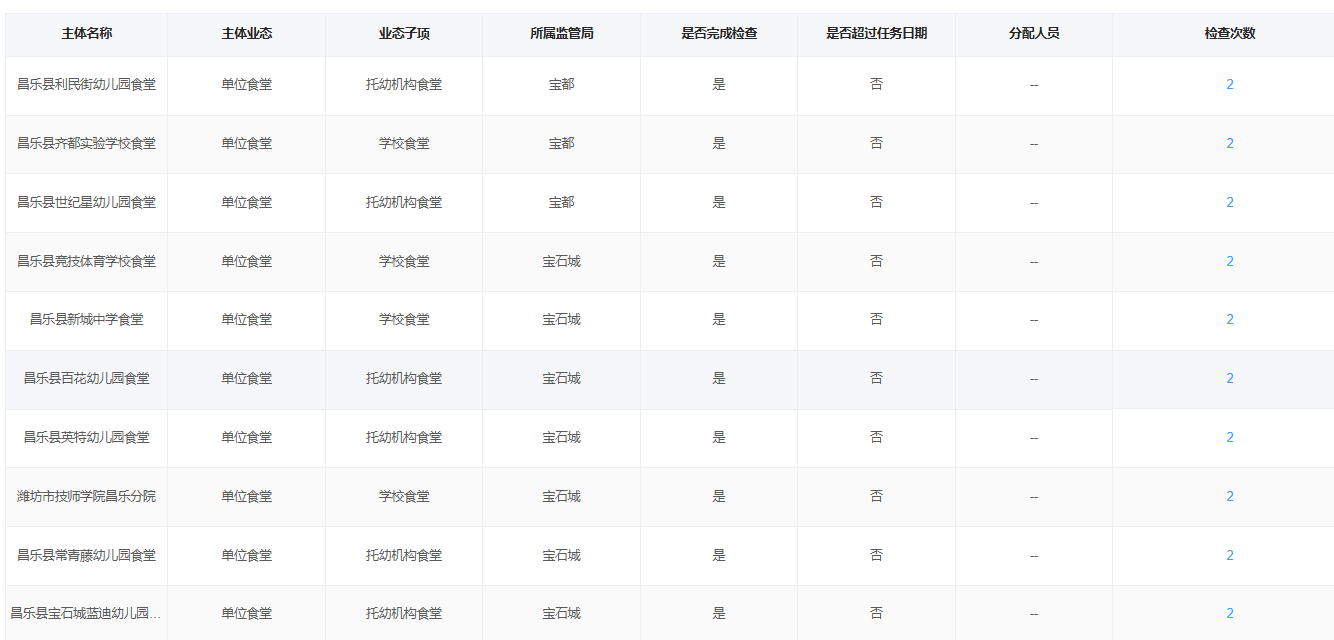 主体名称 主体业态 业态子项 所属监管局 是否完成检查 是否超过任务日期 分配人员 检查次数
昌乐县利民街幼儿园食堂 单位食堂 托幼机构食堂 宝都 是 否 -- 2
昌乐县齐都实验学校食堂 单位食堂 学校食堂 宝都 是 否 -- 2
昌乐县世纪星幼儿园食堂 单位食堂 托幼机构食堂 宝都 是 否 -- 2
昌乐县竞技体育学校食堂 单位食堂 学校食堂 宝石城 是 否 -- 2
昌乐县新城中学食堂 单位食堂 学校食堂 宝石城 是 否 -- 2
昌乐县百花幼儿园食堂 单位食堂 托幼机构食堂 宝石城 是 否 -- 2
昌乐县英特幼儿园食堂 单位食堂 托幼机构食堂 宝石城 是 否 -- 2
潍坊市技师学院昌乐分院 单位食堂 学校食堂 宝石城 是 否 -- 2
昌乐县常青藤幼儿园食堂 单位食堂 托幼机构食堂 宝石城 是 否 -- 2
昌乐县宝石城蓝迪幼儿园... 单位食堂 托幼机构食堂 宝石城 是 否 -- 2